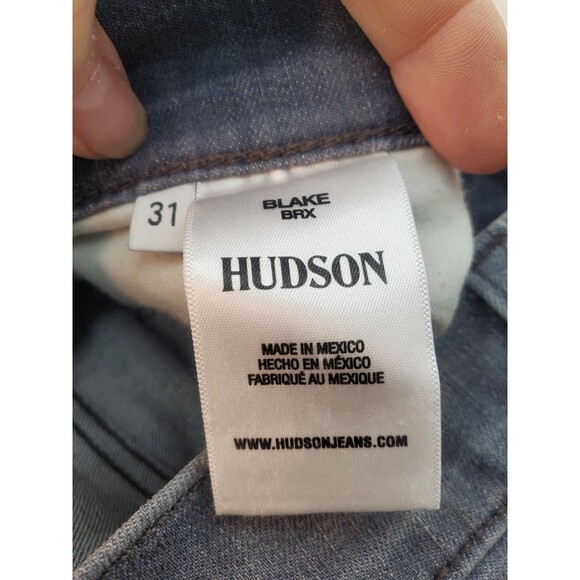 31
BLAKE
BRX
HUDSON
MADE IN MEXICO
HECHO EN MÉXICO
FABRIQUÉ AU MEXIQUE
WWW.HUDSONJEANS.COM